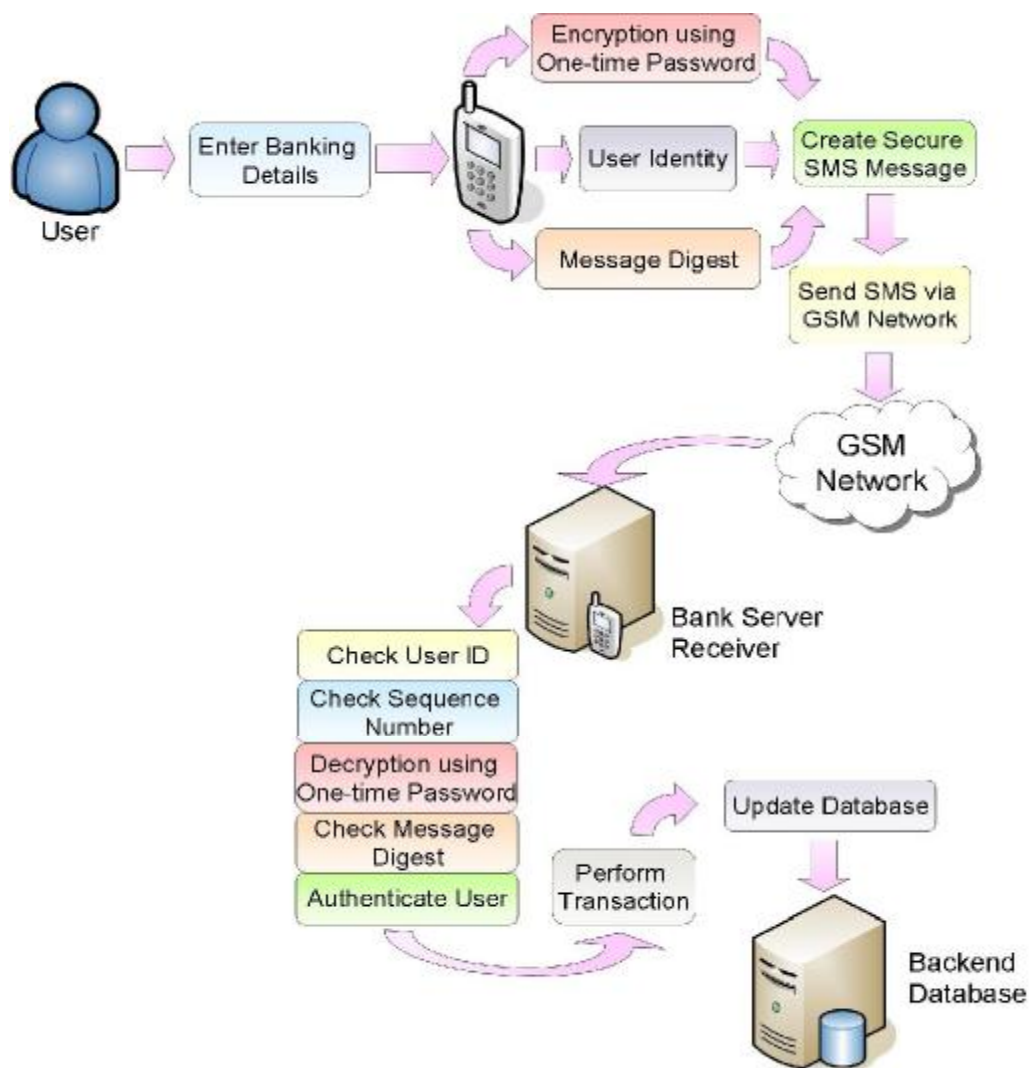 Encryption using
One-time Password
Enter Banking
Details
User Identity
Create Secure
SMS Message
User
Message Digest
Send SMS via
GSM Network
GSM
Network
Bank Server
Receiver
Check User ID
Check Sequence
Number
Decryption using
One-time Password
Check Message
Digest
Authenticate User
Perform
Transaction
Update Database
Backend
Database